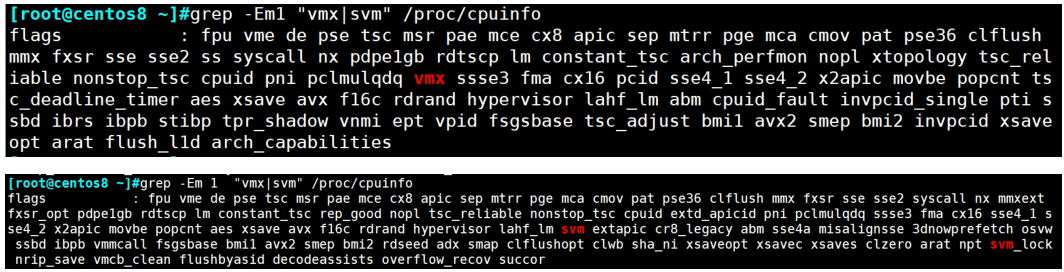 [root@centos8 ~]#grep -Em1 "vmx|svm" /proc/cpuinfo
flags : fpu vme de pse tsc msr pae mce cx8 apic sep mtrr pge mca cmov pat pse36 clflush
mmx fxsr sse sse2 ss syscall nx pdpe1gb rdtscp lm constant_tsc arch_perfmon nopl xtopology tsc_rel
iable nonstop_tsc cpuid pni pclmulqdq vmx ssse3 fma cx16 pcid sse4_1 sse4_2 x2apic movbe popcnt ts
c_deadline_timer aes xsave avx f16c rdrand hypervisor lahf_lm abm cpuid_fault invpcid_single pti s
sbd ibrs ibpb stibp tpr_shadow vnmi ept vpid fsgsbase tsc_adjust bmi1 avx2 smep bmi2 invpcid xsave
opt arat flush_l1d arch_capabilities
[root@centos8 ~]#grep -Em 1 "vmx|svm" /proc/cpuinfo
flags : fpu vme de pse tsc msr pae mce cx8 apic sep mtrr pge mca cmov pat pse36 clflush mmx fxsr sse sse2 syscall nx mmxext
fxsr_opt pdpe1gb rdtscp lm constant_tsc rep_good nopl tsc_reliable nonstop_tsc cpuid extd_apicid pni pclmulqdq ssse3 fma cx16 sse4_1 s
se4_2 x2apic movbe popcnt aes xsave avx f16c rdrand hypervisor lahf_lm svm extapic cr8_legacy abm sse4a misalignsse 3dnowprefetch osvw
ssbd ibpb vmmcall fsgsbase bmi1 avx2 smep bmi2 rdseed adx smap clflushopt clwb sha_ni xsaveopt xsavec xsaves clzero arat npt svm_lock
nrip_save vmcb_clean flushbyasid decodeassists overflow_recov succor